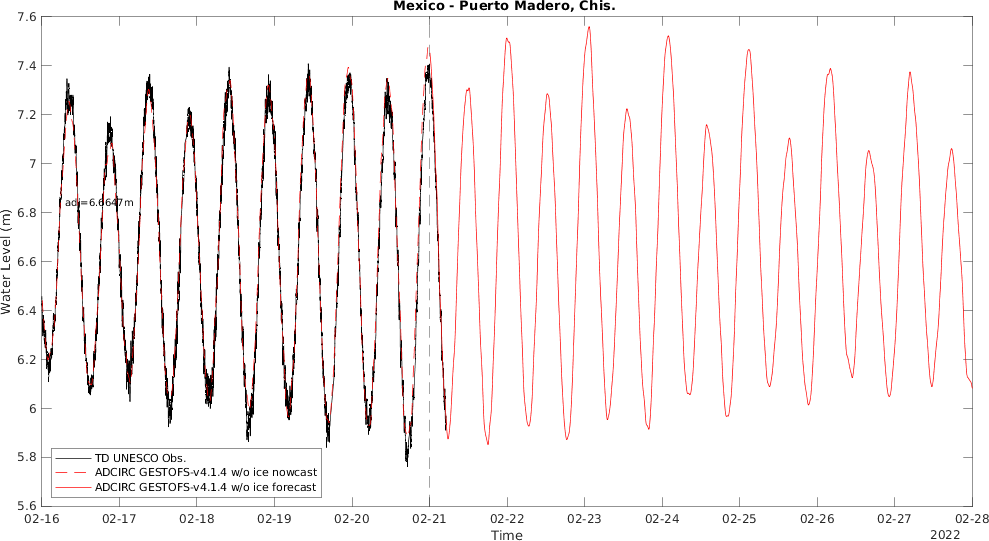 Mexico - Puerto Madero, Chis.
7.6
7.4
7.2
7
6.8
6.6
6.4
6.2
6
5.8
5.6
Water Level (m)
adj=6.6647m
TD UNESCO Obs.
ADCIRC GESTOFS-v4.1.4 w/o ice nowcast
ADCIRC GESTOFS-v4.1.4 w/o ice forecast
02-16 02-17 02-18 02-19 02-20 02-21 02-22 02-23 02-24 02-25 02-26 02-27 02-28
Time
2022